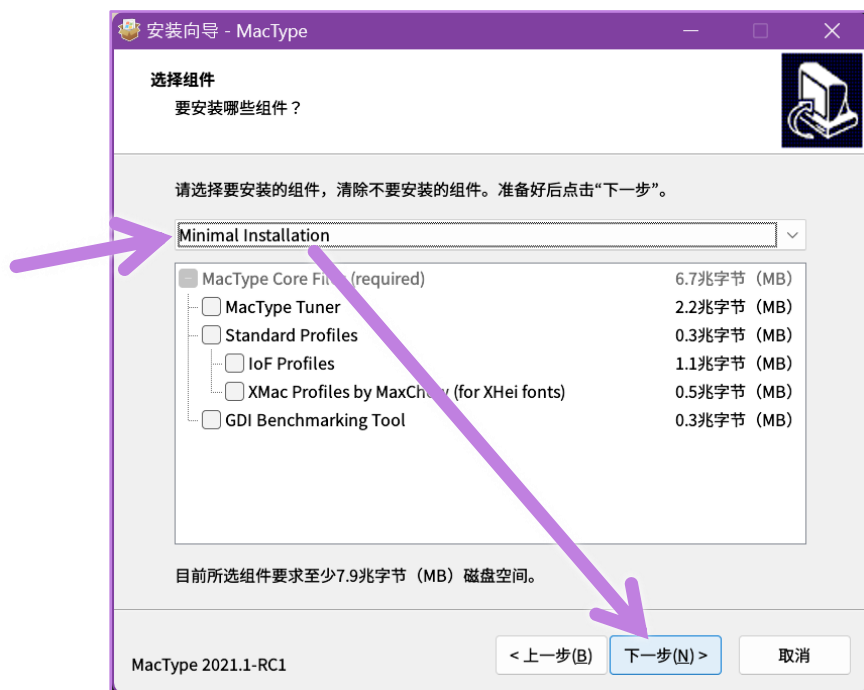 安装向导 - MacType
选择组件
要安装哪些组件？
请选择要安装的组件，清除不要安装的组件。准备好后点击“下一步”。
Minimal Installation
MacType Core (required) 6.7兆字节（MB）
MacType Tuner 2.2兆字节（MB）
Standard Profiles 0.3兆字节（MB）
IoF Profiles 1.1兆字节（MB）
XMac Profiles by (for XHei fonts) 0.5兆字节（MB）
GDI Benchmarking Tool 0.3兆字节（MB）
目前所选组件要求至少7.9兆字节（MB）磁盘空间。
MacType 2021.1-RC1
< 上一步(B) 下一步(N) > 取消